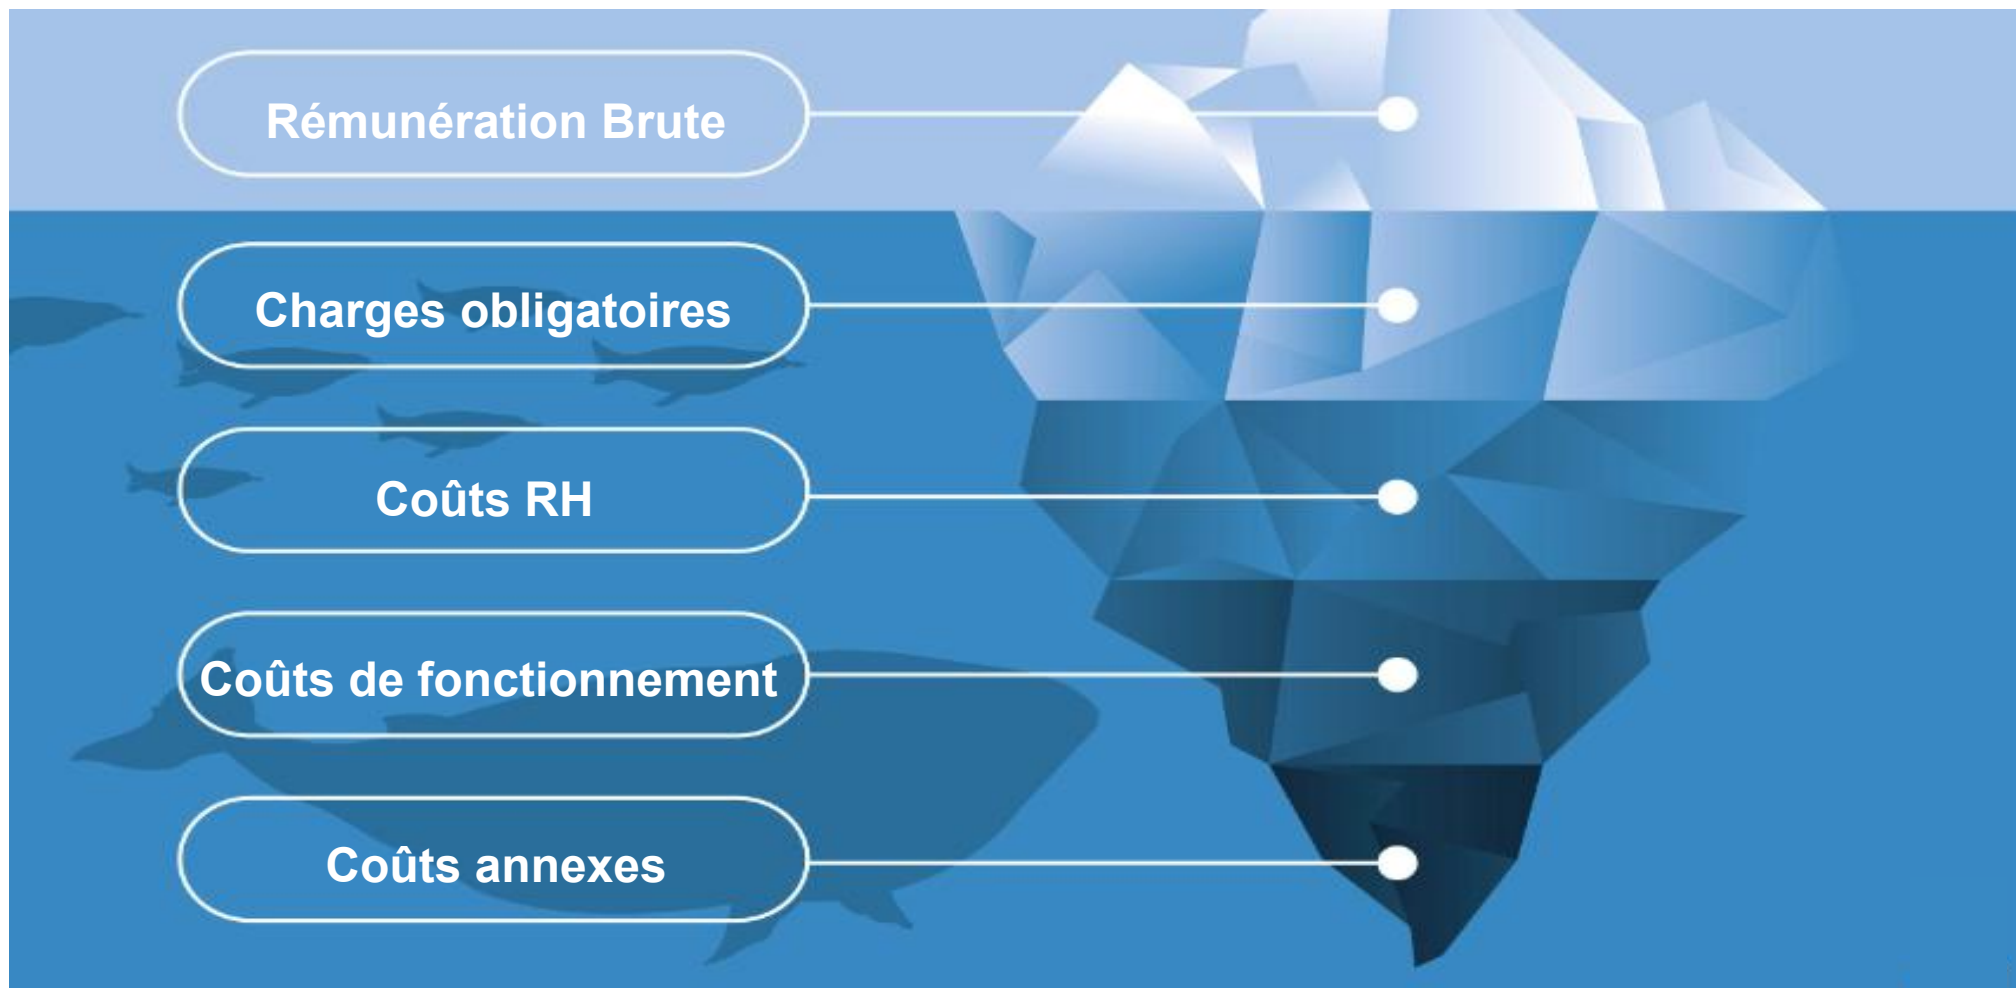 Rémunération Brute
Charges obligatoires
Coûts RH
Coûts de fonctionnement
Coûts annexes